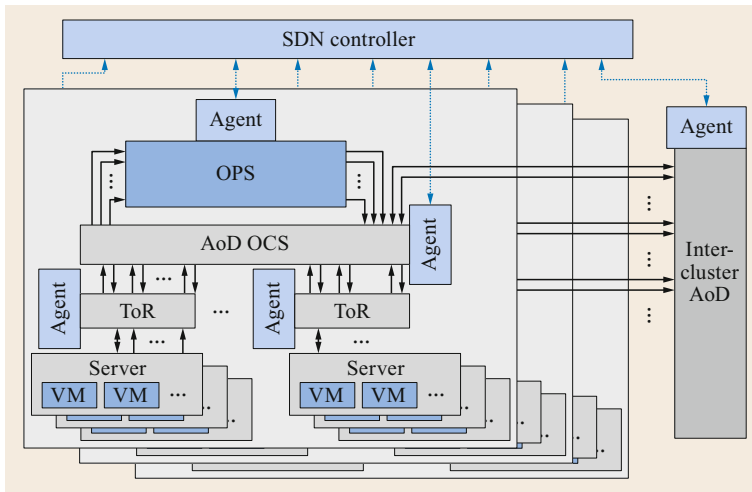 SDN controller
Agent
Agent
OPS
AoD OCS
Agent
Inter-
cluster
AoD
Agent
ToR
...
Agent
ToR
Server
VM
VM
...
Server
VM
VM
...